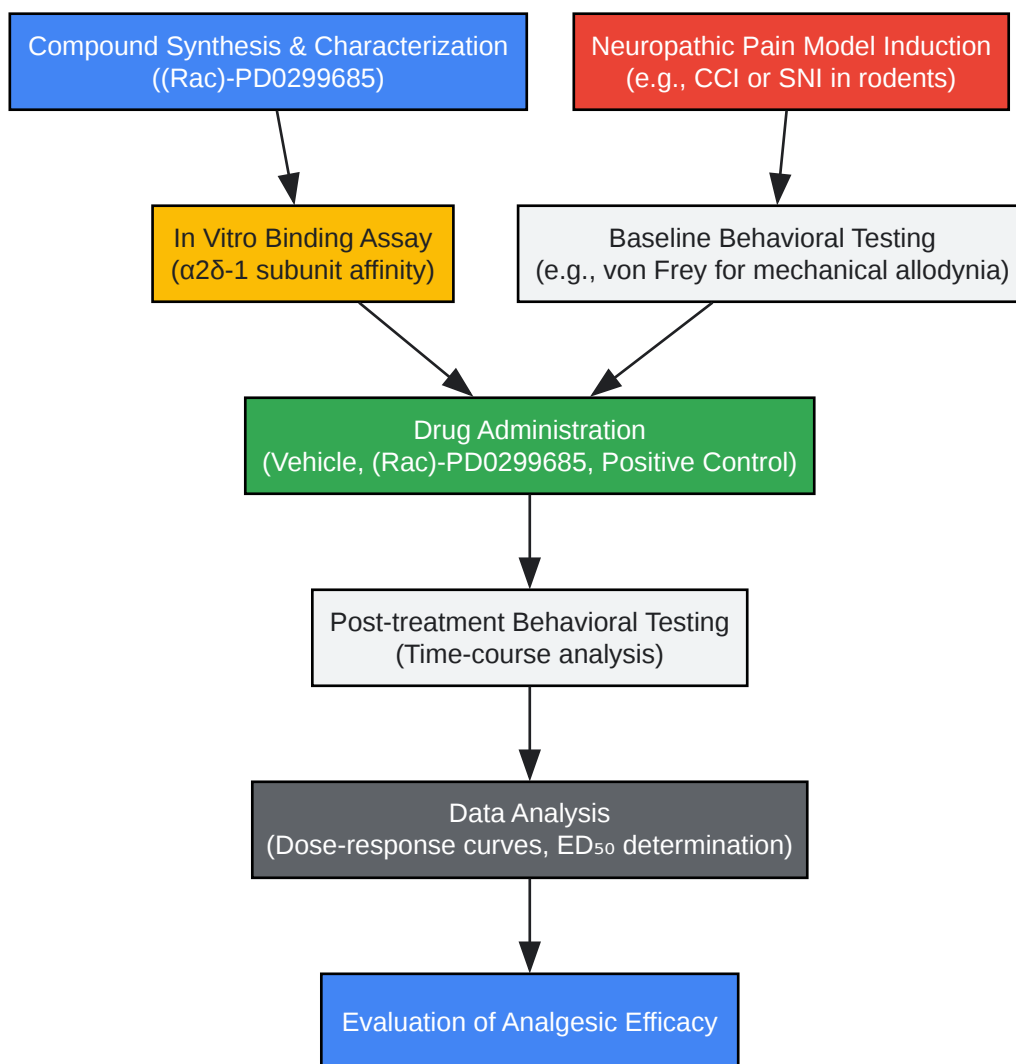 Compound Synthesis & Characterization
((Rac)-PD0299685)
Neuropathic Pain Model Induction
(e.g., CCI or SNI in rodents)
In Vitro Binding Assay
(α2δ-1 subunit affinity)
Baseline Behavioral Testing
(e.g., von Frey for mechanical allodynia)
Drug Administration
(Vehicle, (Rac)-PD0299685, Positive Control)
Post-treatment Behavioral Testing
(Time-course analysis)
Data Analysis
(Dose-response curves, ED₅₀ determination)
Evaluation of Analgesic Efficacy